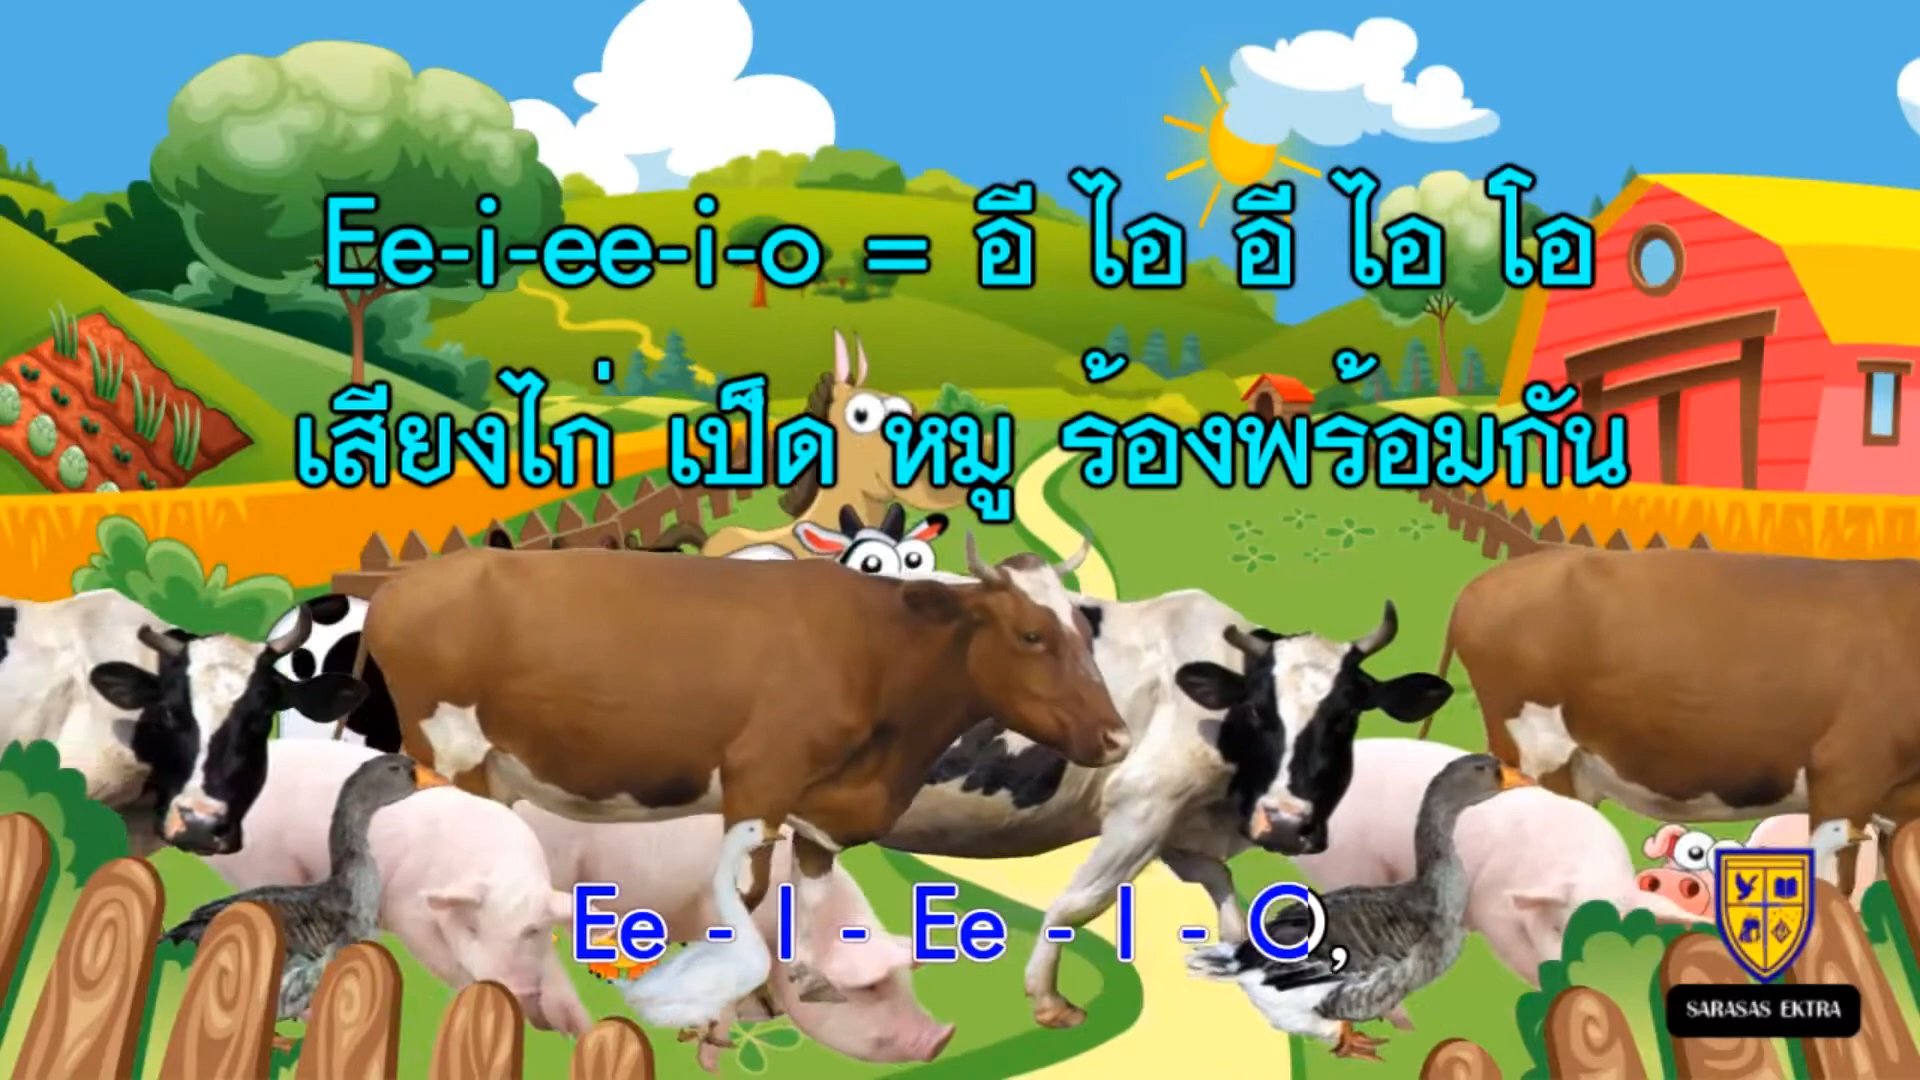 Ee-i-ee-i-o = อี ไอ อี ไอ โอ
เสียงไก่ เป็ด หมู ร้องพร้อมกัน
Ee - I - Ee - I - O,
SARASAS EKTRA